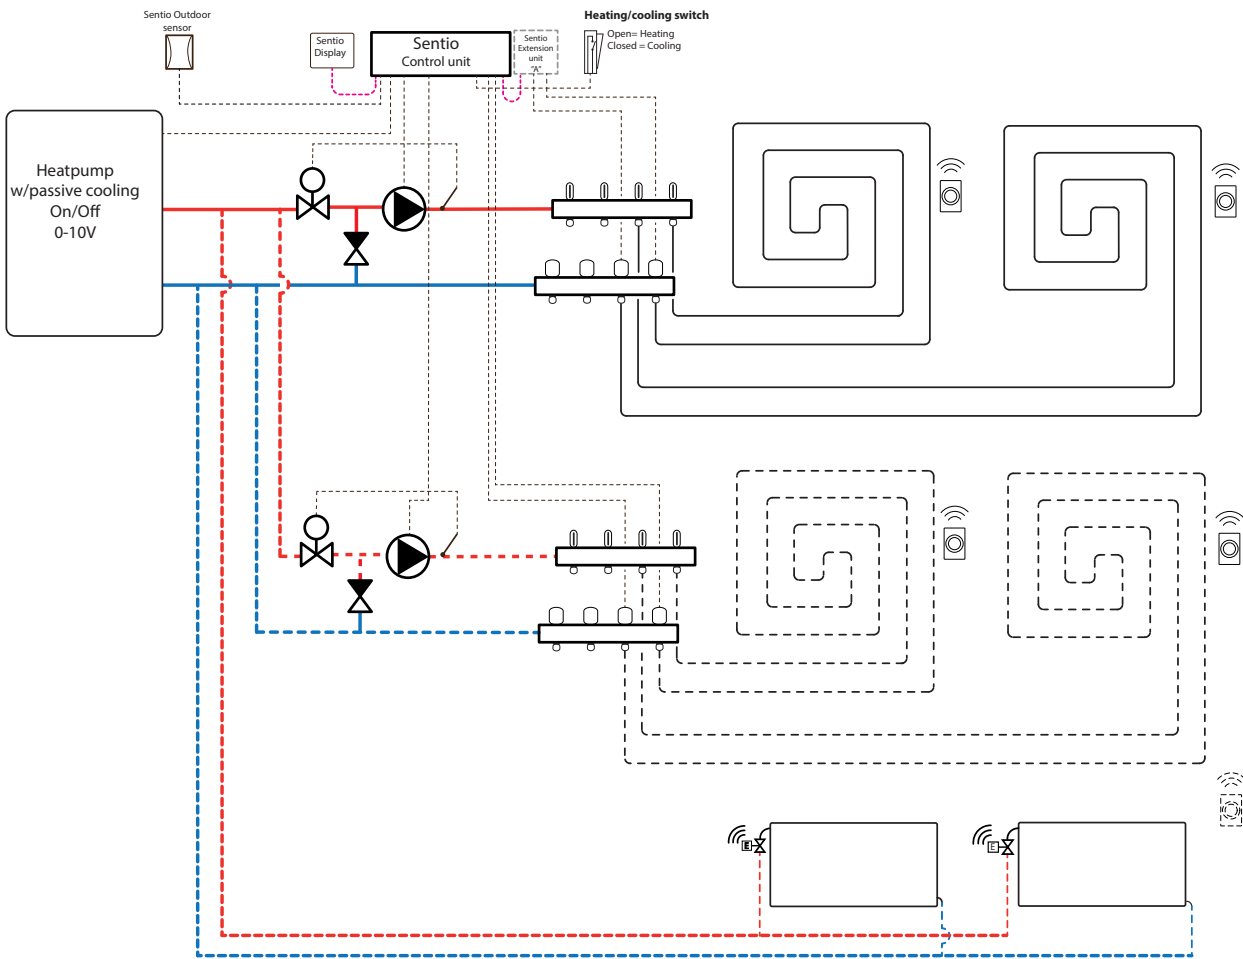 Sentio Outdoor
sensor
Sentio
Display
Sentio
Control unit
Sentio
Extension
unit
"A"
Heating/cooling switch
Open= Heating
Closed = Cooling
Heatpump
w/passive cooling
On/Off
0-10V
E
E